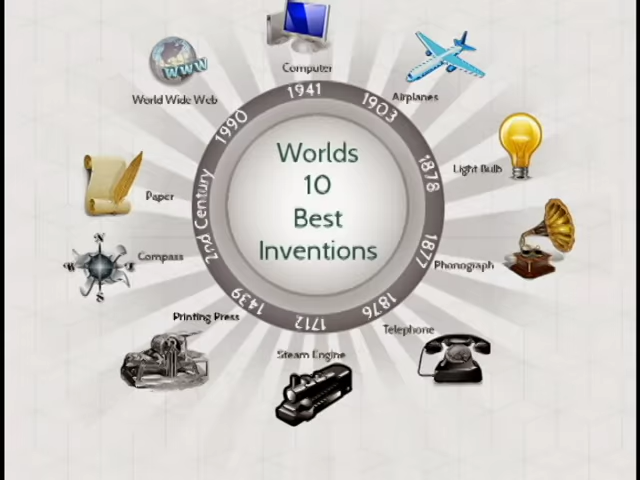 Computer
1941
Airplanes
1903
Light Bulb
1878
Phonograph
1877
Telephone
1876
Steam Engine
1712
Printing Press
1439
Compass
N
W
E
S
Paper
2nd Century
World Wide Web
WWW
1990
Worlds
10
Best
Inventions